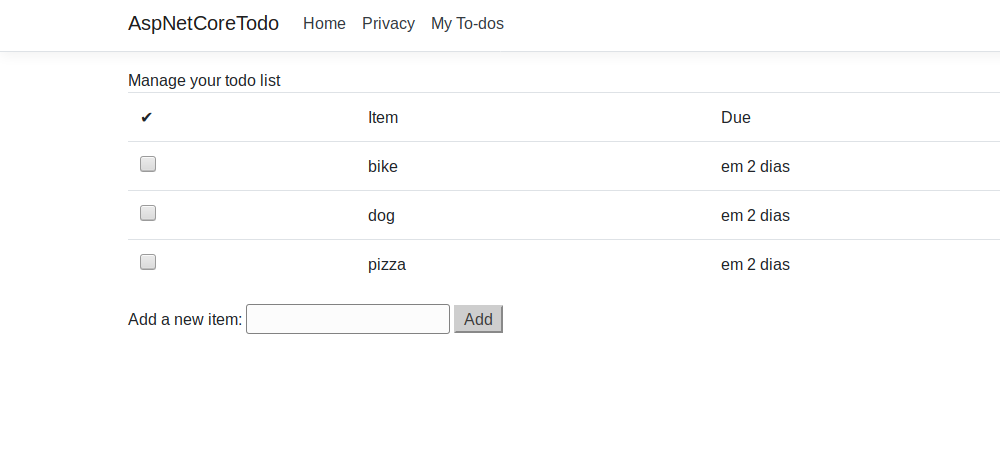 AspNetCoreTodo Home Privacy My To-dos
Manage your todo list
✔ Item Due
bike em 2 dias
dog em 2 dias
pizza em 2 dias
Add a new item: Add